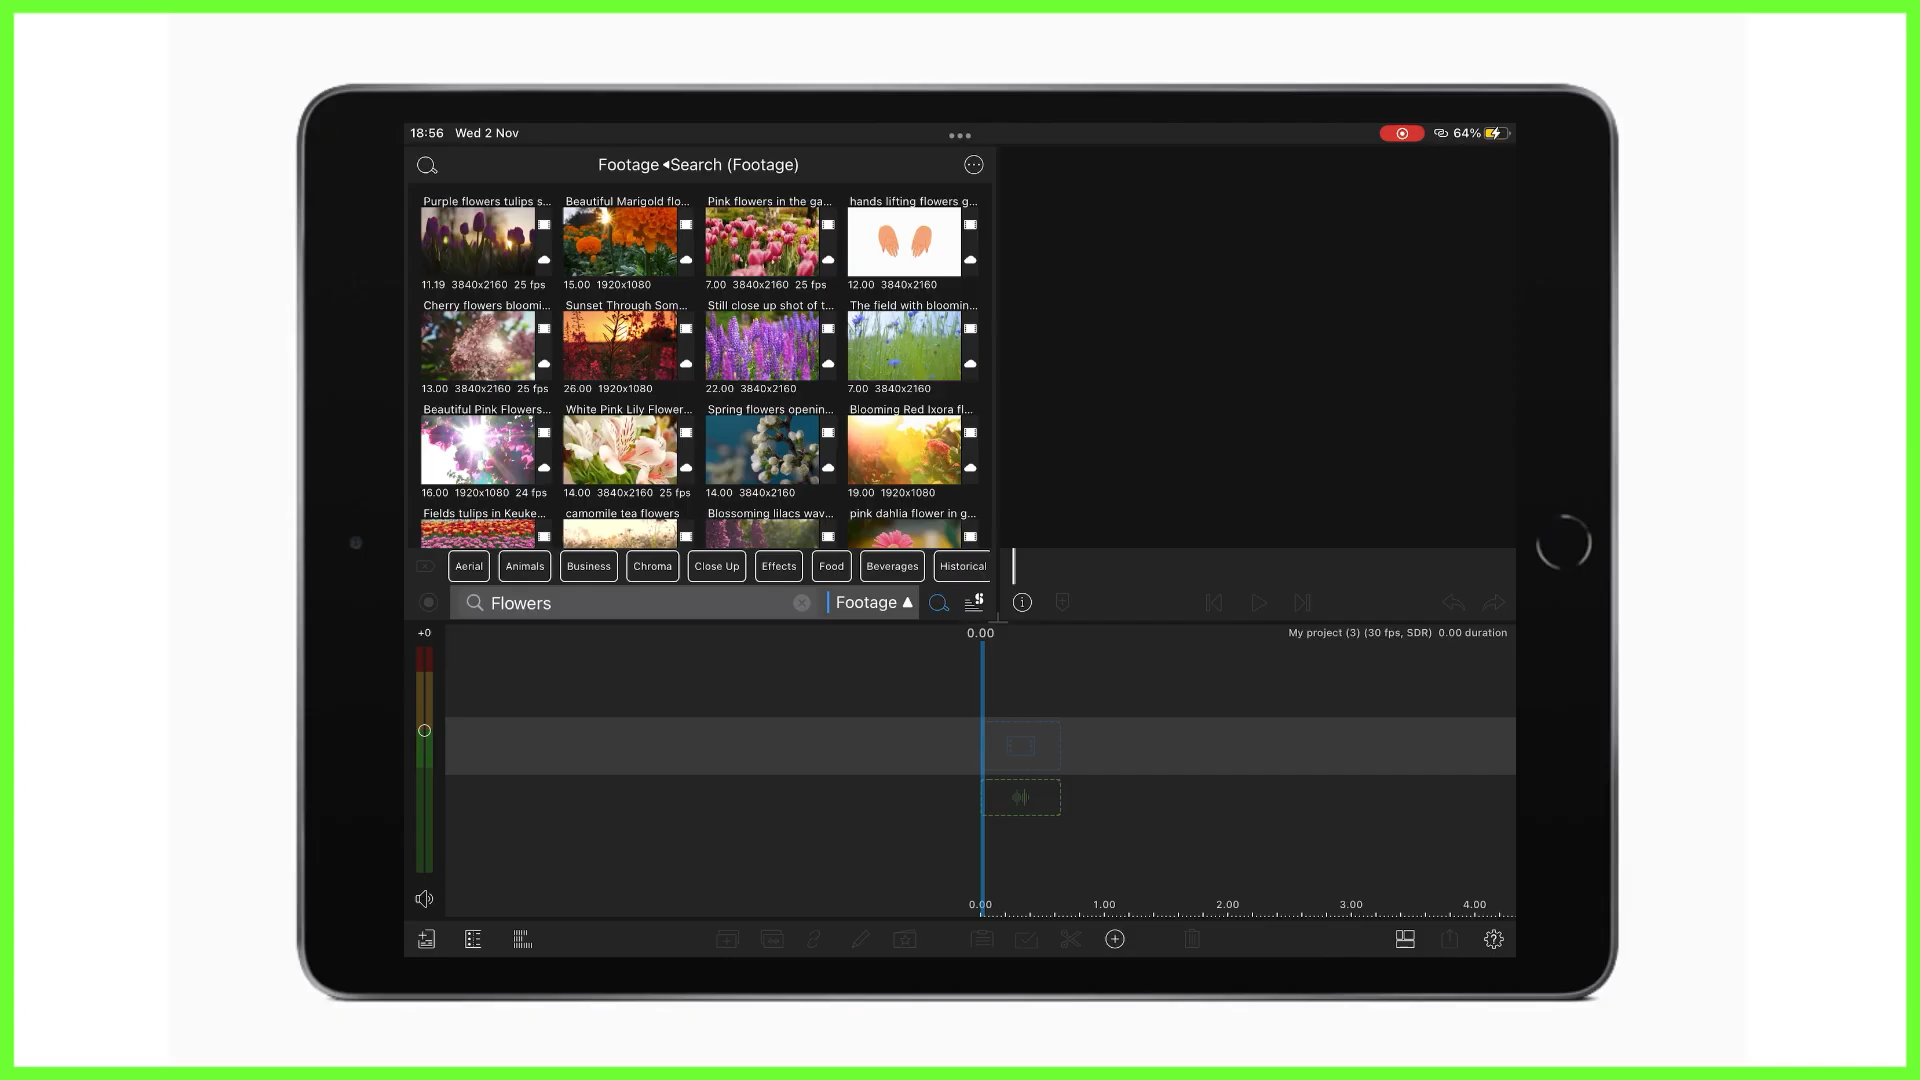 18:56 Wed 2 Nov
64%
Footage Search (Footage)
Purple flowers tulips s... Beautiful Marigold flo... Pink flowers in the ga... hands lifting flowers g...
11.19 3840x2160 25 fps 15.00 1920x1080 7.00 3840x2160 25 fps 12.00 3840x2160
Cherry flowers bloomi... Sunset Through Som... Still close up shot of t... The field with bloomin...
13.00 3840x2160 25 fps 26.00 1920x1080 22.00 3840x2160 7.00 3840x2160
Beautiful Pink Flowers... White Pink Lily Flower... Spring flowers openin... Blooming Red Ixora fl...
16.00 1920x1080 24 fps 14.00 3840x2160 25 fps 14.00 3840x2160 19.00 1920x1080
Fields tulips in Keuke... camomile tea flowers Blossoming lilacs wav... pink dahlia flower in g...
Aerial Animals Business Chroma Close Up Effects Food Beverages Historical
Flowers Footage
+0 0.00 My project (3) (30 fps, SDR) 0.00 duration
0.00 1.00 2.00 3.00 4.00